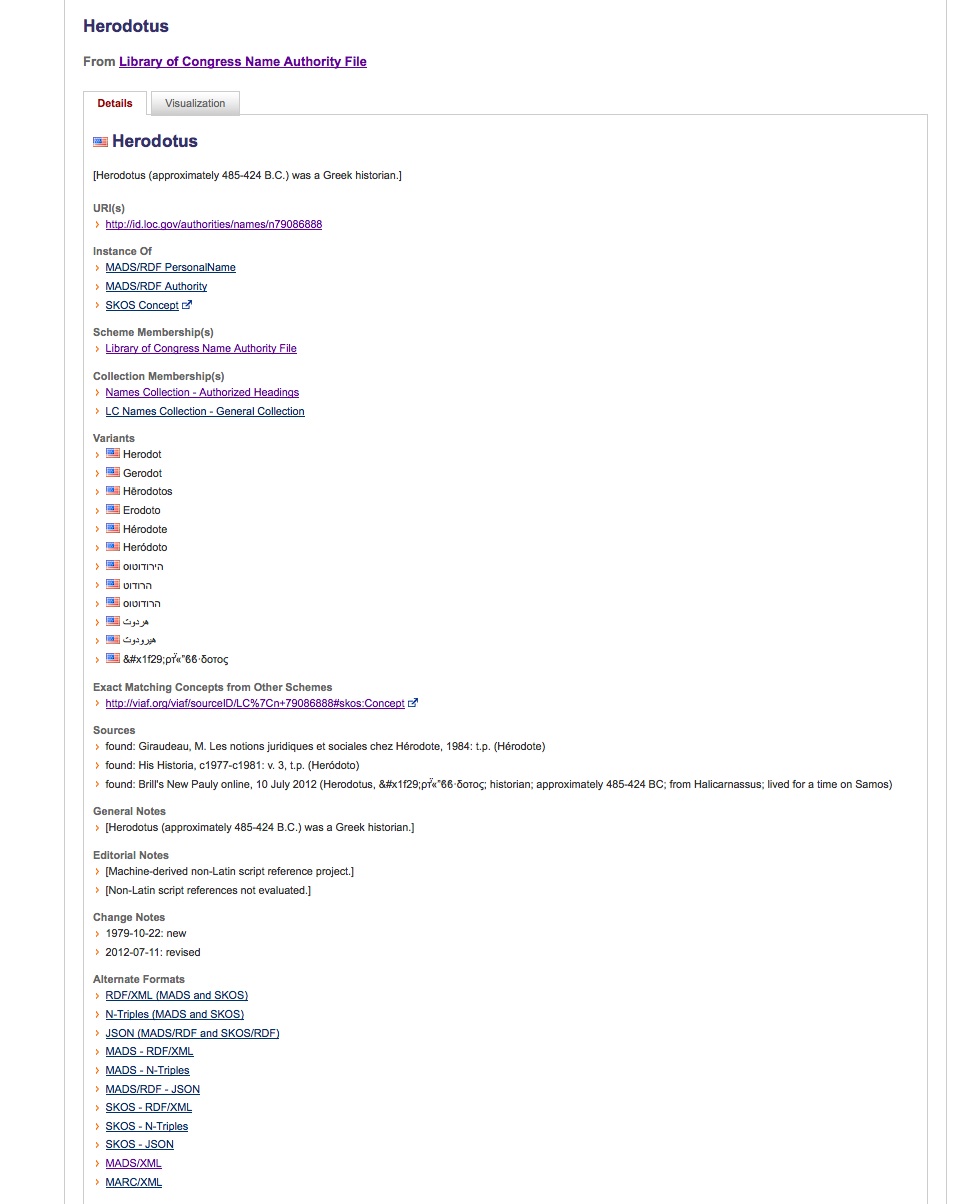 Herodotus
From Library of Congress Name Authority File
Details Visualization
Herodotus
[Herodotus (approximately 485-424 B.C.) was a Greek historian.]
URI(s)
http://id.loc.gov/authorities/names/n79086888
Instance Of
MADS/RDF PersonalName
MADS/RDF Authority
SKOS Concept
Scheme Membership(s)
Library of Congress Name Authority File
Collection Membership(s)
Names Collection - Authorized Headings
LC Names Collection - General Collection
Variants
Herodot
Gerodot
Hērodotos
Erodoto
Hérodote
Heródoto
הירודוטוס
הרודוט
הרודוטוס
هردوت
هيرودوت
&#x1f29;ρτ̈«"ϐϐ·δοτος
Exact Matching Concepts from Other Schemes
http://viaf.org/viaf/sourceID/LC%7Cn+79086888#skos:Concept
Sources
found: Giraudeau, M. Les notions juridiques et sociales chez Hérodote, 1984: t.p. (Hérodote)
found: His Historia, c1977-c1981: v. 3, t.p. (Heródoto)
found: Brill's New Pauly online, 10 July 2012 (Herodotus, &#x1f29;ρτ̈«"ϐϐ·δοτος; historian; approximately 485-424 BC; from Halicarnassus; lived for a time on Samos)
General Notes
[Herodotus (approximately 485-424 B.C.) was a Greek historian.]
Editorial Notes
[Machine-derived non-Latin script reference project.]
[Non-Latin script references not evaluated.]
Change Notes
1979-10-22: new
2012-07-11: revised
Alternate Formats
RDF/XML (MADS and SKOS)
N-Triples (MADS and SKOS)
JSON (MADS/RDF and SKOS/RDF)
MADS - RDF/XML
MADS - N-Triples
MADS/RDF - JSON
SKOS - RDF/XML
SKOS - N-Triples
SKOS - JSON
MADS/XML
MARC/XML